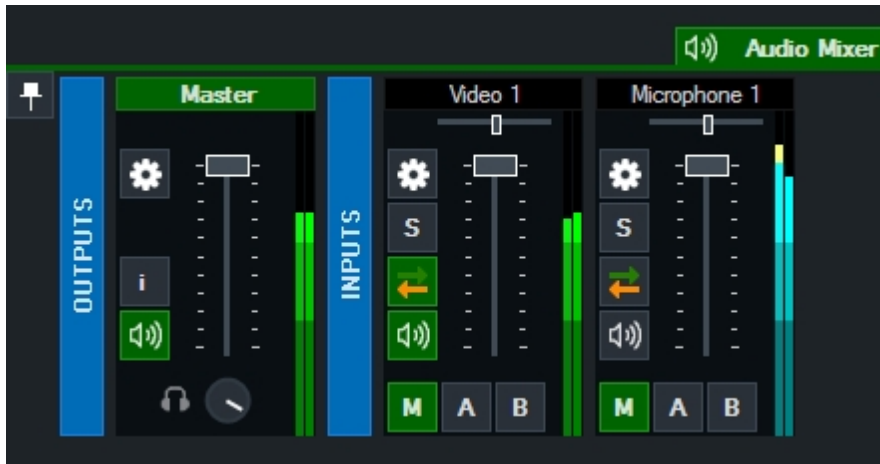 Audio Mixer
OUTPUTS
Master
i
INPUTS
Video 1
S
M A B
Microphone 1
S
M A B